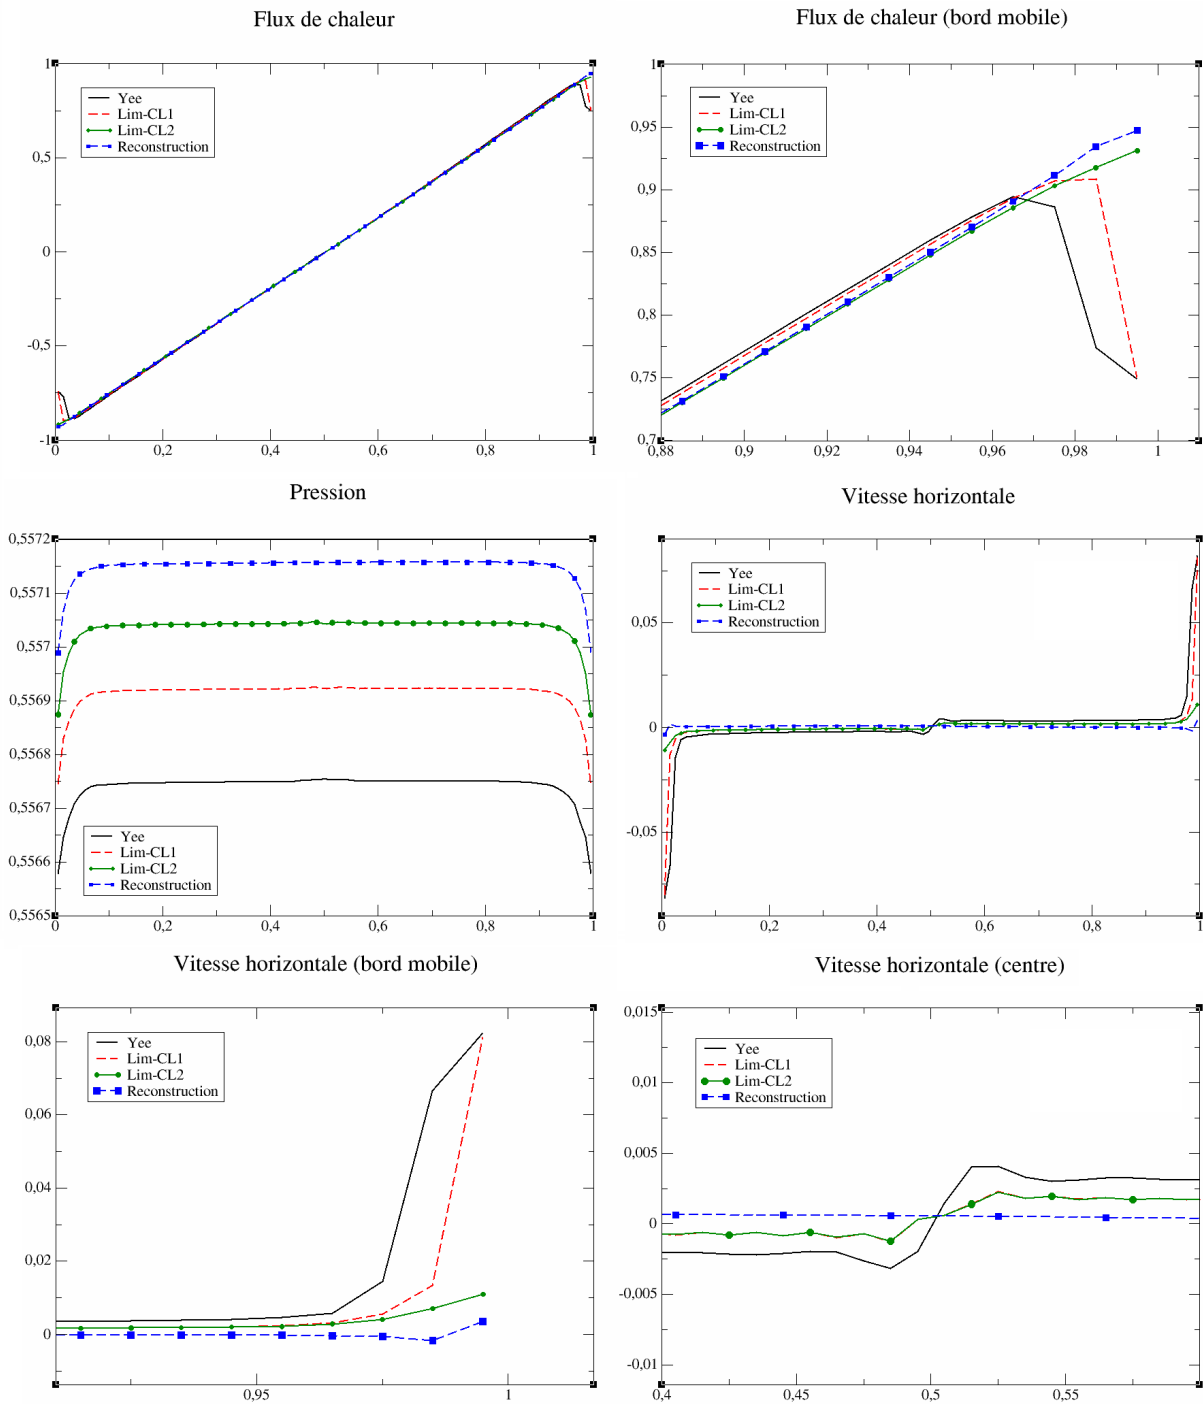 Flux de chaleur
1
0,5
0
-0,5
-1
0
0,2
0,4
0,6
0,8
1
Yee
Lim-CL1
Lim-CL2
Reconstruction
Flux de chaleur (bord mobile)
1
0,95
0,9
0,85
0,8
0,75
0,7
0,88
0,9
0,92
0,94
0,96
0,98
1
Yee
Lim-CL1
Lim-CL2
Reconstruction
Pression
0,5572
0,5571
0,557
0,5569
0,5568
0,5567
0,5566
0,5565
0
0,2
0,4
0,6
0,8
1
Yee
Lim-CL1
Lim-CL2
Reconstruction
Vitesse horizontale
0,05
0
-0,05
0
0,2
0,4
0,6
0,8
1
Yee
Lim-CL1
Lim-CL2
Reconstruction
Vitesse horizontale (bord mobile)
0,08
0,06
0,04
0,02
0
0,95
1
Yee
Lim-CL1
Lim-CL2
Reconstruction
Vitesse horizontale (centre)
0,015
0,01
0,005
0
-0,005
-0,01
0,4
0,45
0,5
0,55
Yee
Lim-CL1
Lim-CL2
Reconstruction